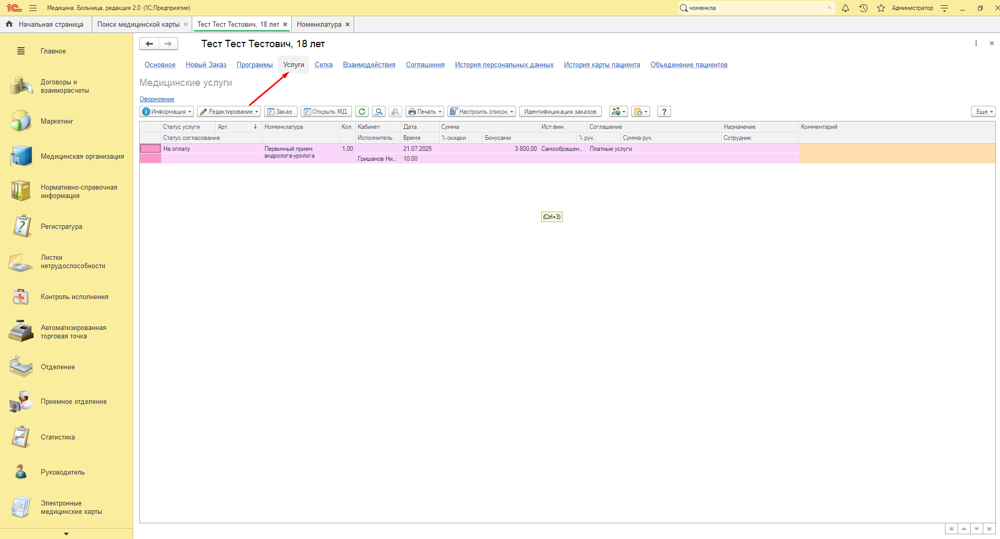 1С Медицина. Больница, редакция 2.0 (1С:Предприятие) номенкла × Администратор
Начальная страница Поиск медицинской карты × Тест Тест Тестович, 18 лет × Номенклатура ×
Главное
Договоры и
взаиморасчеты
Маркетинг
Медицинская организация
Нормативно-справочная
информация
Регистратура
Листки
нетрудоспособности
Контроль исполнения
Автоматизированная
торговая точка
Отделение
Приемное отделение
Статистика
Руководитель
Электронные
медицинские карты
Тест Тест Тестович, 18 лет
Основное Новый Заказ Программы Услуги Сетка Взаимодействия Соглашения История персональных данных История карты пациента Объединение пациентов
Медицинские услуги
Оформление
Информация Редактирование Заказ Открыть МД Печать Настроить список Идентифицикация заказов ? Еще
Статус услуги Арт. ↓ Номенклатура Кол. Кабинет Дата Сумма Ист.фин. Соглашение Назначение Комментарий
Статус согласования Исполнитель Время % скидки Бонусами % руч. Сумма руч. Сотрудник
На оплату Первичный прием 1,00 21.07.2025 3 800,00 Самообращен... Платные услуги
андролога-уролога Гришанов Ни... 10:00
(Ctrl+3)